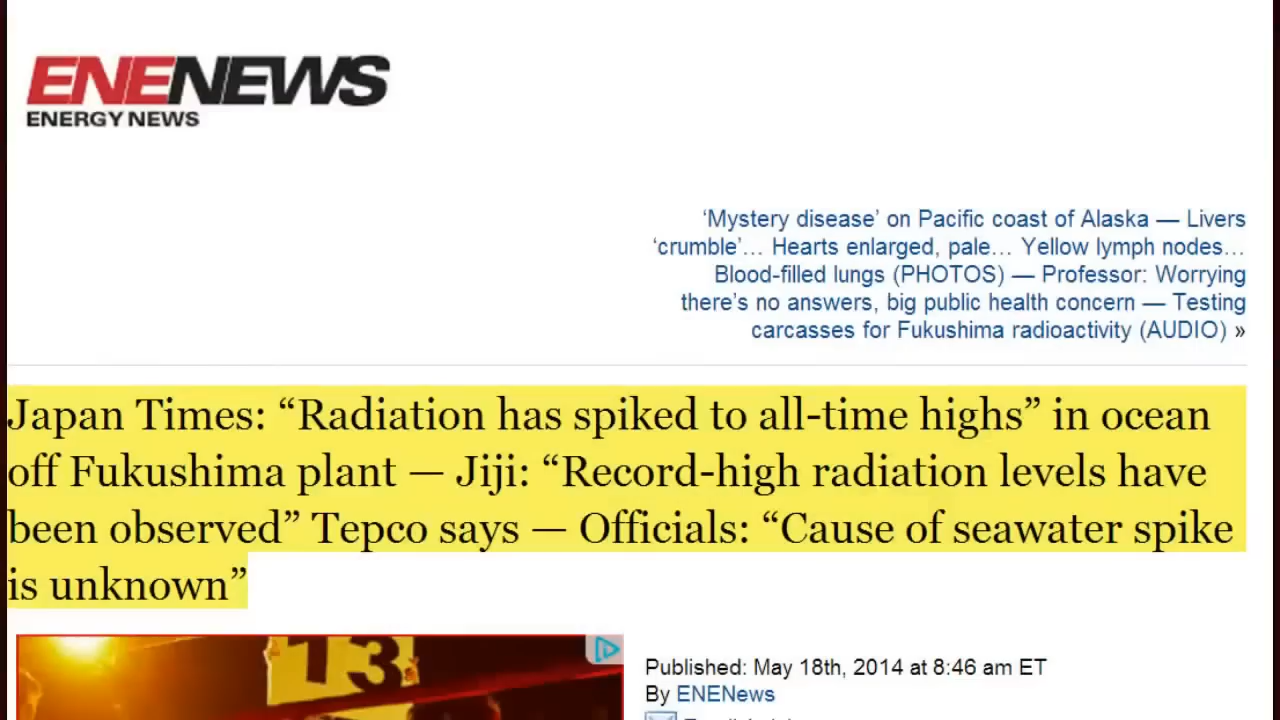 ENENEWS
ENERGY NEWS
‘Mystery disease’ on Pacific coast of Alaska — Livers
‘crumble’… Hearts enlarged, pale… Yellow lymph nodes…
Blood-filled lungs (PHOTOS) — Professor: Worrying
there’s no answers, big public health concern — Testing
carcasses for Fukushima radioactivity (AUDIO) »
Japan Times: “Radiation has spiked to all-time highs” in ocean
off Fukushima plant — Jiji: “Record-high radiation levels have
been observed” Tepco says — Officials: “Cause of seawater spike
is unknown”
13
Published: May 18th, 2014 at 8:46 am ET
By ENENews